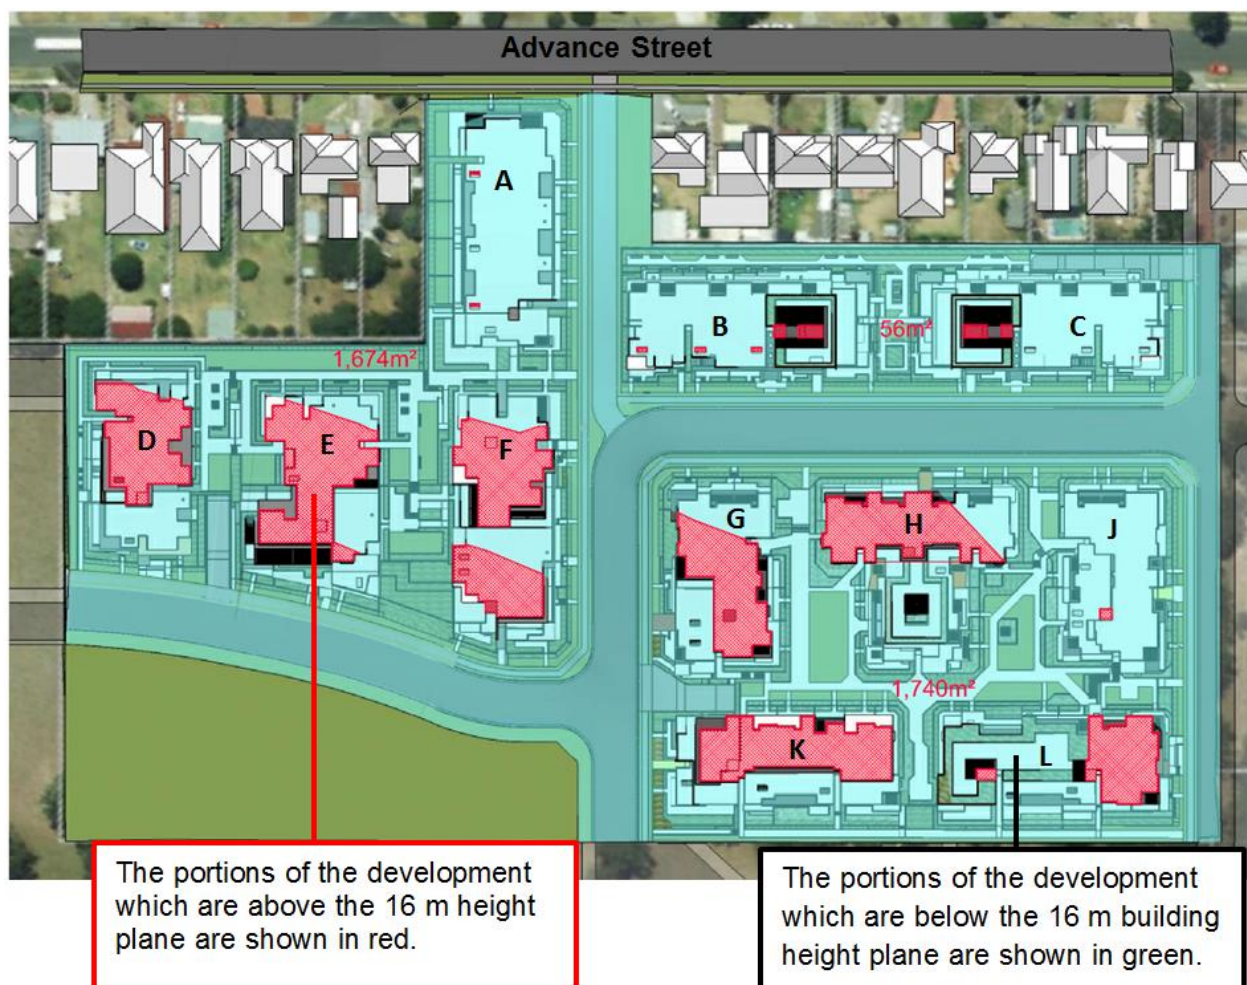 Advance Street
A
B
56m²
C
1,674m²
D
E
F
G
H
J
1,740m²
K
L
The portions of the development
which are above the 16 m height
plane are shown in red.
The portions of the development
which are below the 16 m building
height plane are shown in green.